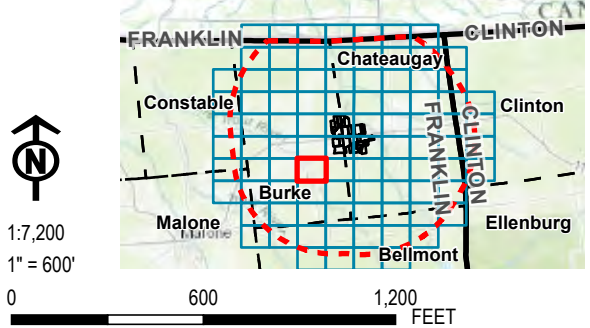 FRANKLIN
CLINTON
CAN
Chateaugay
Constable
Clinton
FRANKLIN
CLINTON
Burke
N
1:7,200
1" = 600'
Malone
Malone
Ellenburg
Bellmont
0 600 1,200
FEET